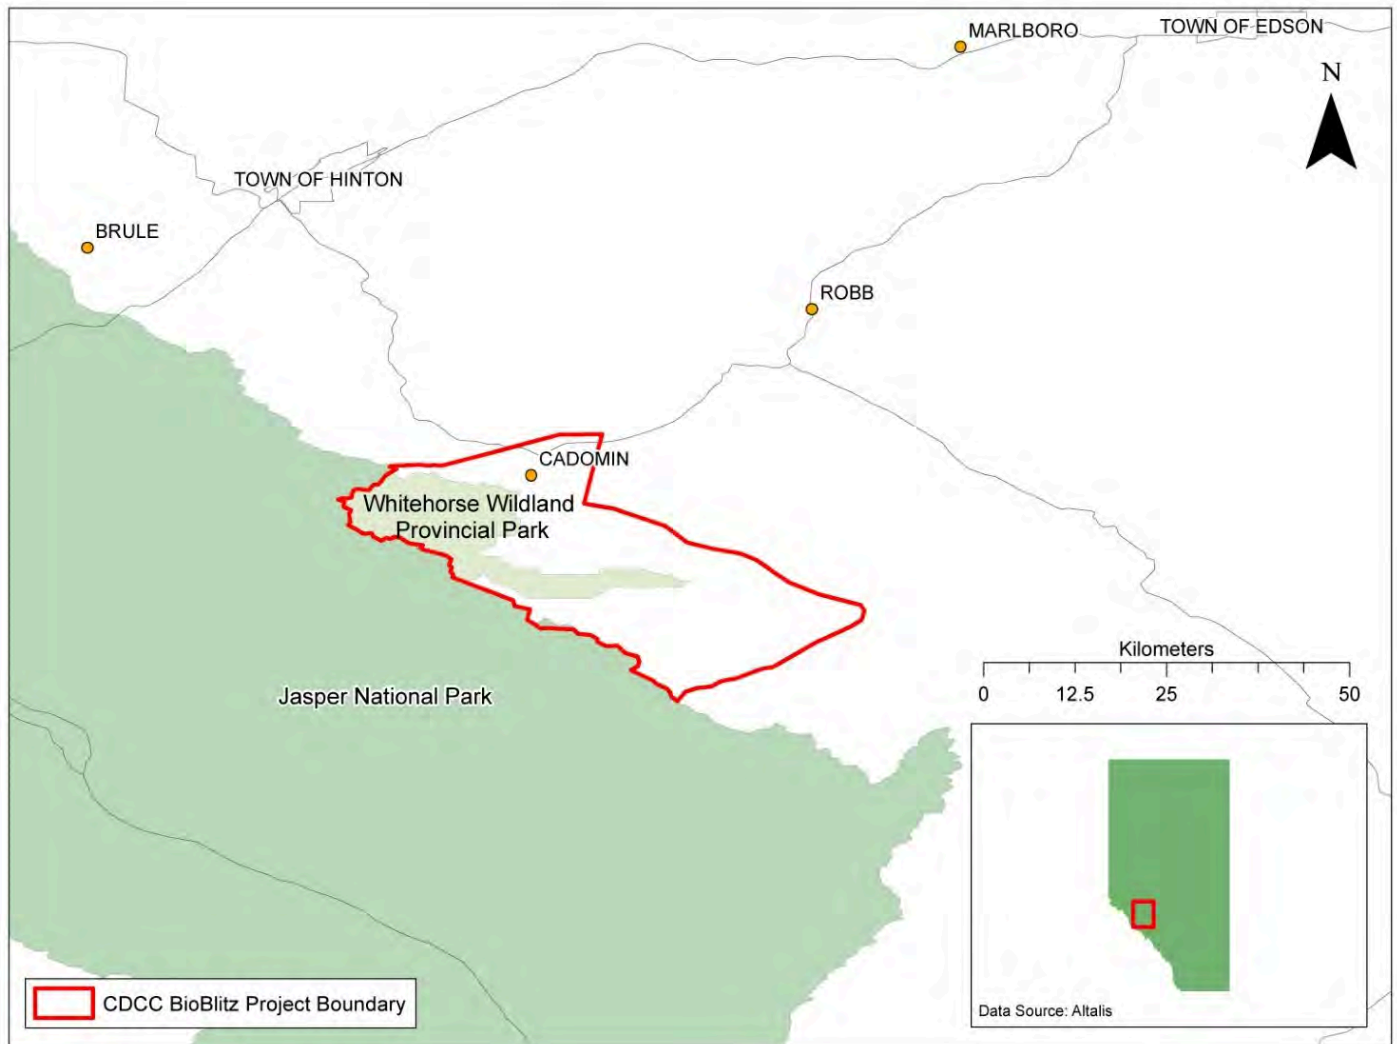 MARLBORO
TOWN OF EDSON
N
TOWN OF HINTON
BRULE
ROBB
CADOMIN
Whitehorse Wildland
Provincial Park
Kilometers
0 12.5 25 50
Jasper National Park
CDCC BioBlitz Project Boundary
Data Source: Altalis